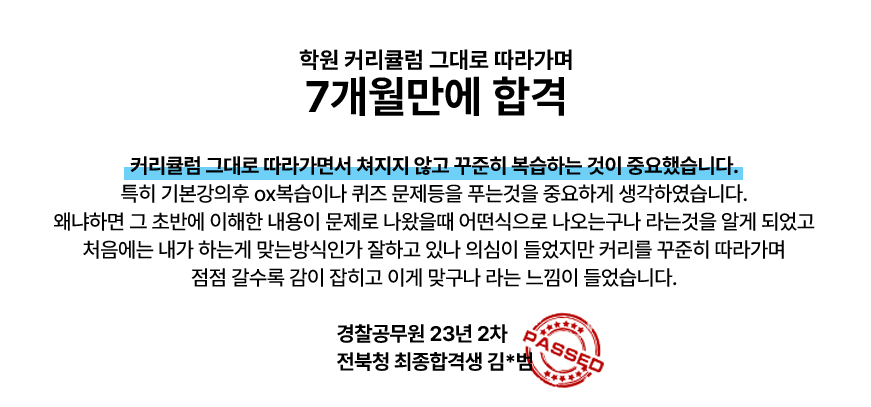 학원 커리큘럼 그대로 따라가며
7개월만에 합격
커리큘럼 그대로 따라가면서 쳐지지 않고 꾸준히 복습하는 것이 중요했습니다.
특히 기본강의후 ox복습이나 퀴즈 문제등을 푸는것을 중요하게 생각하였습니다.
왜냐하면 그 초반에 이해한 내용이 문제로 나왔을때 어떤식으로 나오는구나 라는것을 알게 되었고
처음에는 내가 하는게 맞는방식인가 잘하고 있나 의심이 들었지만 커리를 꾸준히 따라가며
점점 갈수록 감이 잡히고 이게 맞구나 라는 느낌이 들었습니다.
경찰공무원 23년 2차
전북청 최종합격생 김*범
PASSED